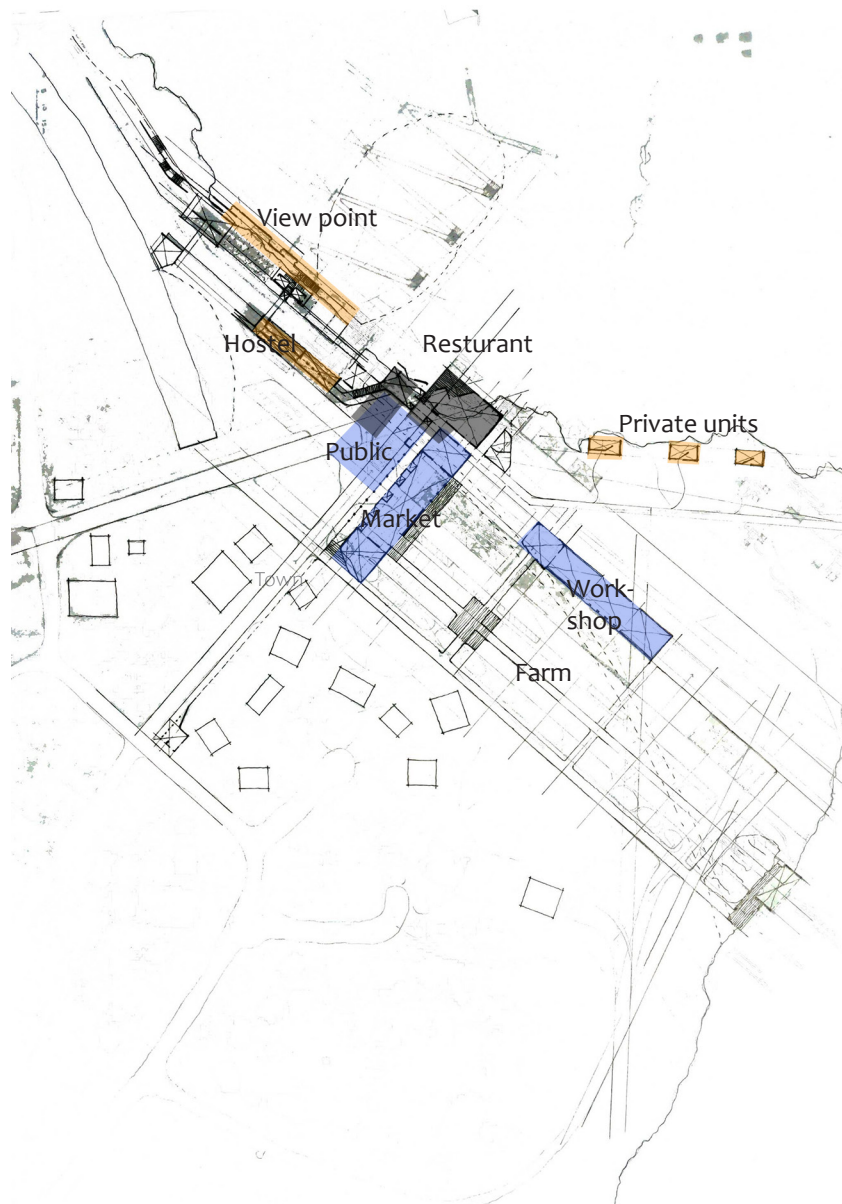 View point
Hostel
Resturant
Private units
Public
Market
Town
Work-
shop
Farm